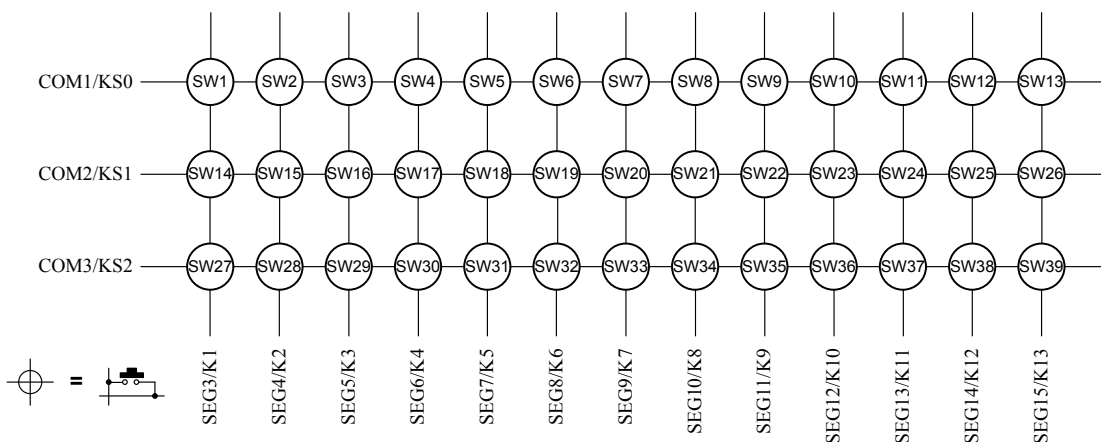 COM1/KS0 SW1 SW2 SW3 SW4 SW5 SW6 SW7 SW8 SW9 SW10 SW11 SW12 SW13
COM2/KS1 SW14 SW15 SW16 SW17 SW18 SW19 SW20 SW21 SW22 SW23 SW24 SW25 SW26
COM3/KS2 SW27 SW28 SW29 SW30 SW31 SW32 SW33 SW34 SW35 SW36 SW37 SW38 SW39
=
SEG3/K1
SEG4/K2
SEG5/K3
SEG6/K4
SEG7/K5
SEG8/K6
SEG9/K7
SEG10/K8
SEG11/K9
SEG12/K10
SEG13/K11
SEG14/K12
SEG15/K13